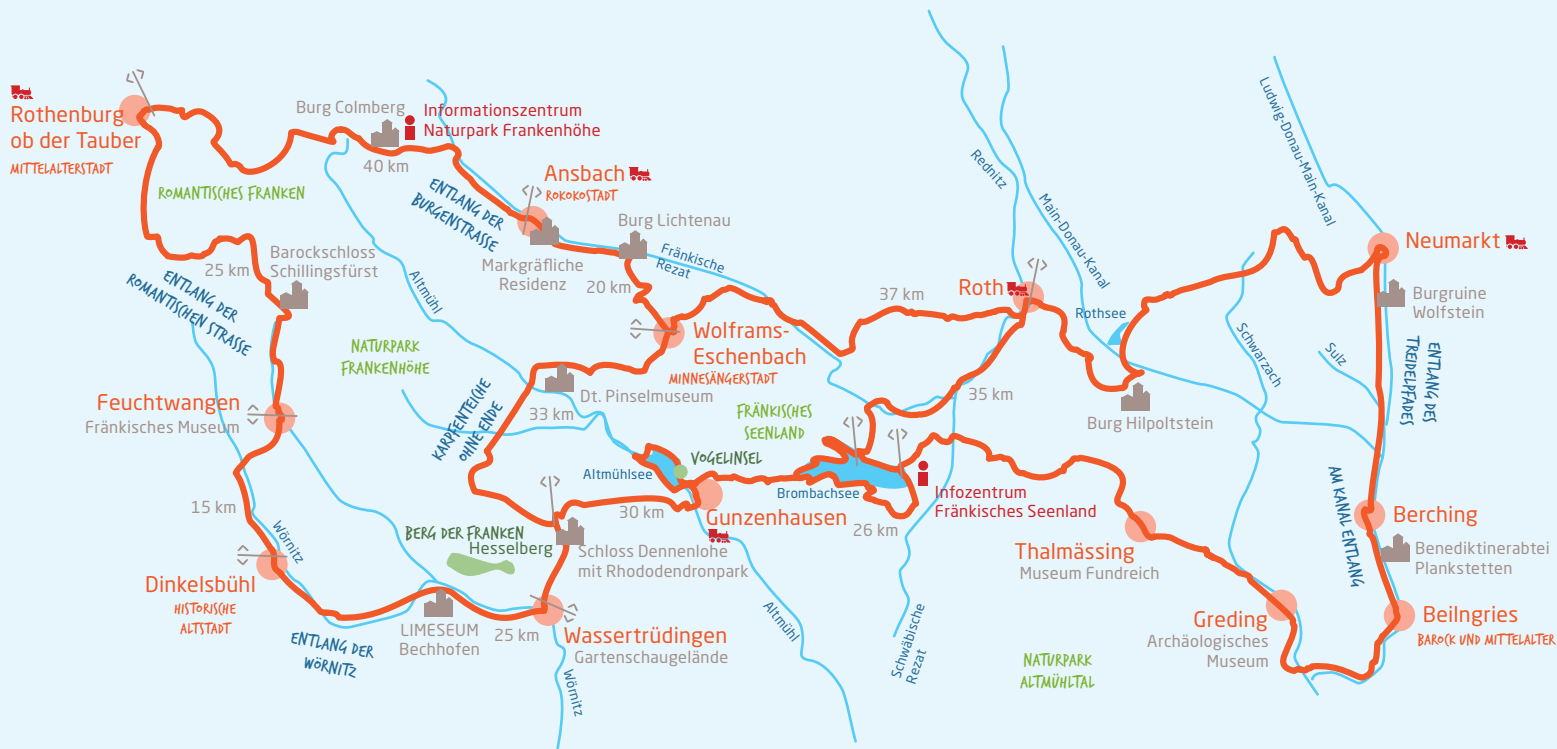 Rothenburg
ob der Tauber
MITTELALTERSTADT
Burg Colmberg
Informationszentrum
Naturpark Frankenhöhe
40 km
ROMANTISCHES FRANKEN
ENTLANG DER
BURGENSTRASSE
Ansbach
ROKOKOSTADT
Burg Lichtenau
Markgräfliche
Residenz
20 km
Fränkische
Rezat
25 km
Barockschloss
Schillingsfürst
ENTLANG DER
ROMANTISCHEN STRASSE
Altmühl
NATURPARK
FRANKENHÖHE
Wolframs-
Eschenbach
MINNESÄNGERSTADT
Dt. Pinselmuseum
33 km
KARPFENTEICHE
OHNE ENDE
Feuchtwangen
Fränkisches Museum
15 km
Wörnitz
Dinkelsbühl
HISTORISCHE
ALTSTADT
ENTLANG DER
WÖRNITZ
LIMESEUM
Bechhofen
25 km
BERG DER FRANKEN
Hesselberg
Wassertrüdingen
Gartenschaugelände
Wörnitz
Schloss Dennenlohe
mit Rhododendronpark
30 km
Altmühlsee
VOGELINSEL
Gunzenhausen
Altmühl
FRÄNKISCHES
SEENLAND
Brombachsee
26 km
Infozentrum
Fränkisches Seenland
Schwäbische
Rezat
35 km
37 km
Roth
Rednitz
Main-Donau-Kanal
Rothsee
Burg Hilpoltstein
Ludwig-Donau-Main-Kanal
Neumarkt
Burgruine
Wolfstein
ENTLANG DES
TREIDELPFADES
Schwarzach
Sulz
Thalmässing
Museum Fundreich
AM KANAL ENTLANG
Berching
Benediktinerabtei
Plankstetten
Greding
Archäologisches
Museum
Beilngries
BAROCK UND MITTELALTER
NATURPARK
ALTMÜHLTAL